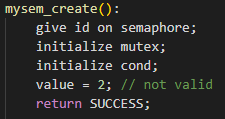 mysem_create():
give id on semaphore;
initialize mutex;
initialize cond;
value = 2; // not valid
return SUCCESS;